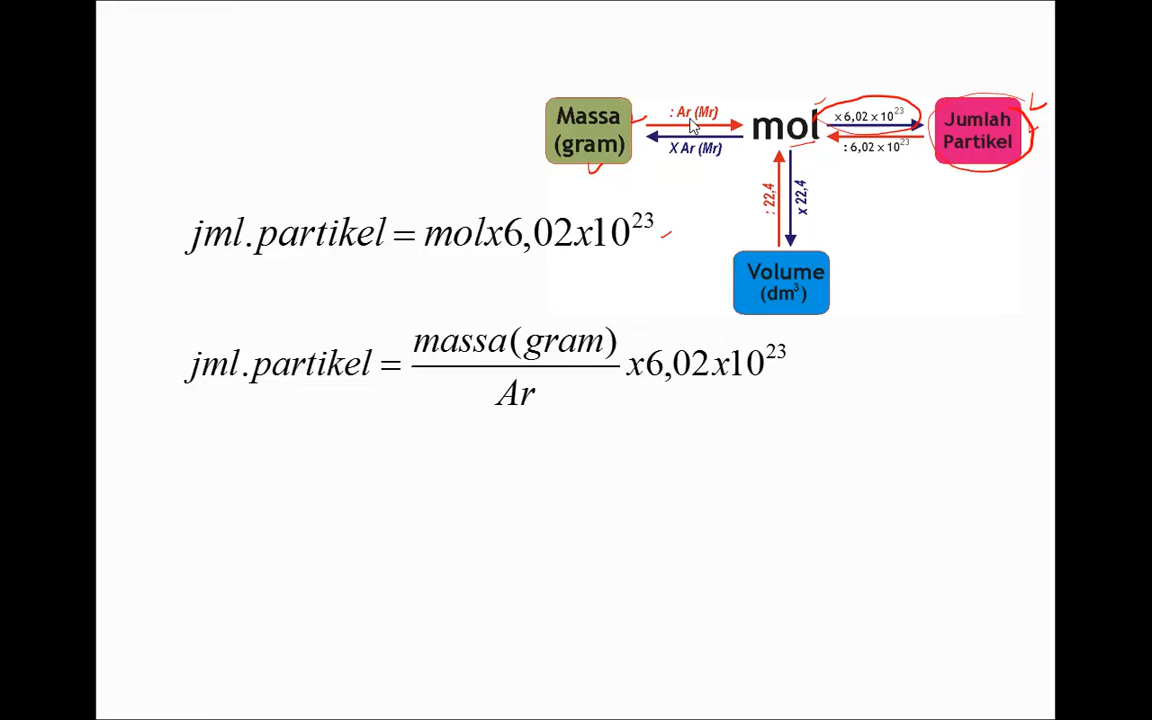 Massa
(gram)
: Ar (Mr)
X Ar (Mr)
mol
x 6,02 x 10²³
: 6,02 x 10²³
Jumlah
Partikel
: 22,4
x 22,4
Volume
(dm³)
jml.partikel = molx6,02x10²³
jml.partikel = massa(gram)/Ar x6,02x10²³